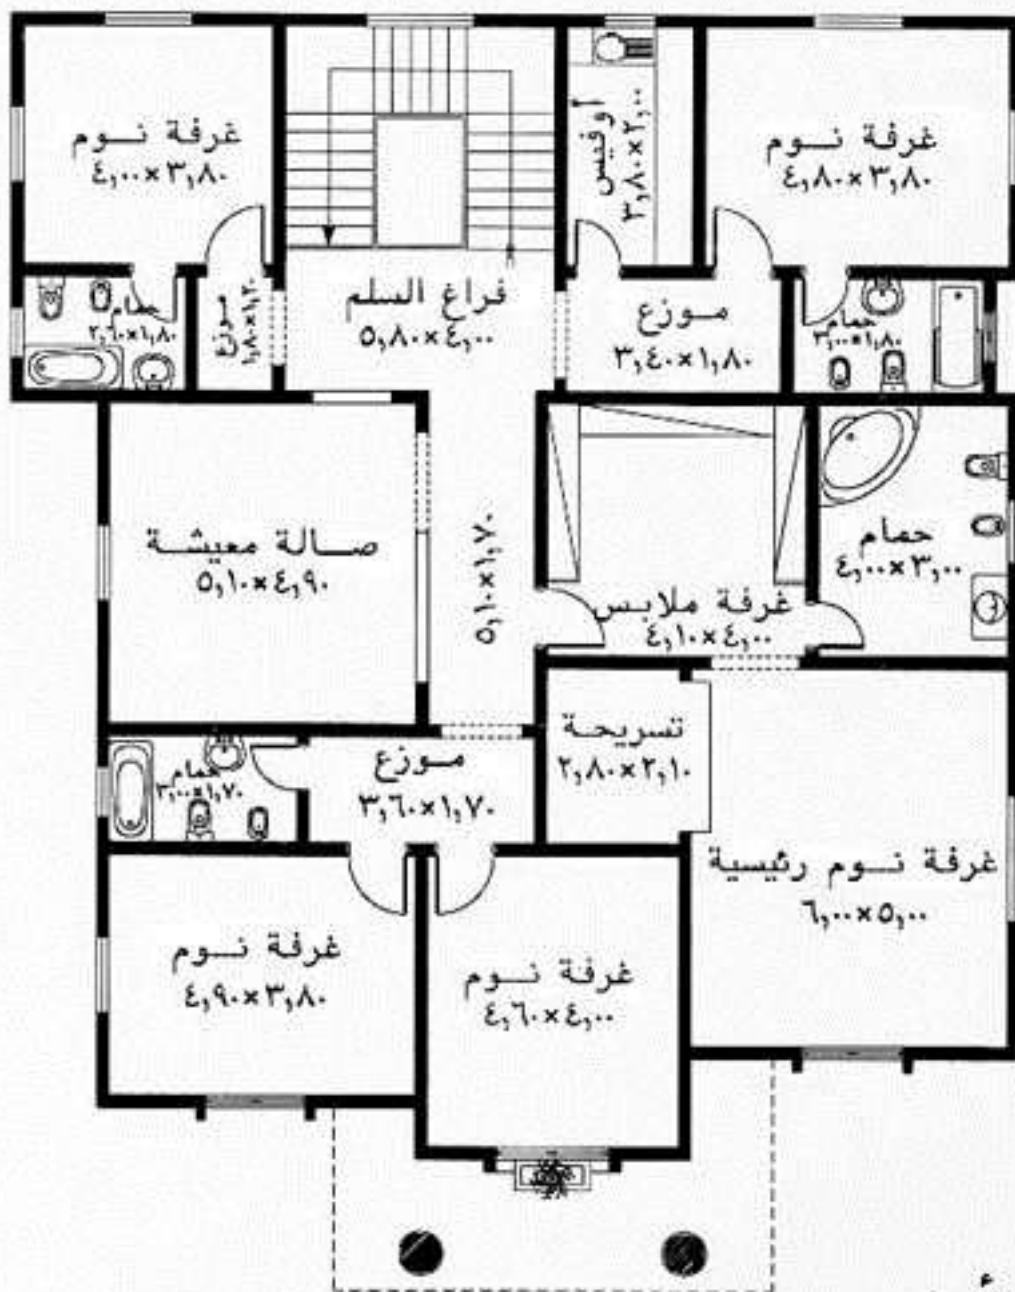 غرفة نوم
٤,٠٠×٣,٨٠
أوفيس
٣,٨٠×٢,٠٠
غرفة نوم
٤,٨٠×٣,٨٠
فراغ السلم
٥,٨٠×٤,٠٠
موزع
٣,٤٠×١,٨٠
حمام
٣,٠٠×١,٨٠
موزع
١,٨٠×١,٢٠
حمام
٢,٦٠×١,٨٠
صالة معيشة
٥,١٠×٤,٩٠
٥,١٠×١,٧٠
غرفة ملابس
٤,١٠×٤,٠٠
حمام
٤,٠٠×٣,٠٠
تسريحة
٢,٨٠×٢,١٠
موزع
٣,٦٠×١,٧٠
حمام
٣,٠٠×١,٧٠
غرفة نوم رئيسية
٦,٠٠×٥,٠٠
غرفة نوم
٤,٩٠×٣,٨٠
غرفة نوم
٤,٦٠×٤,٠٠